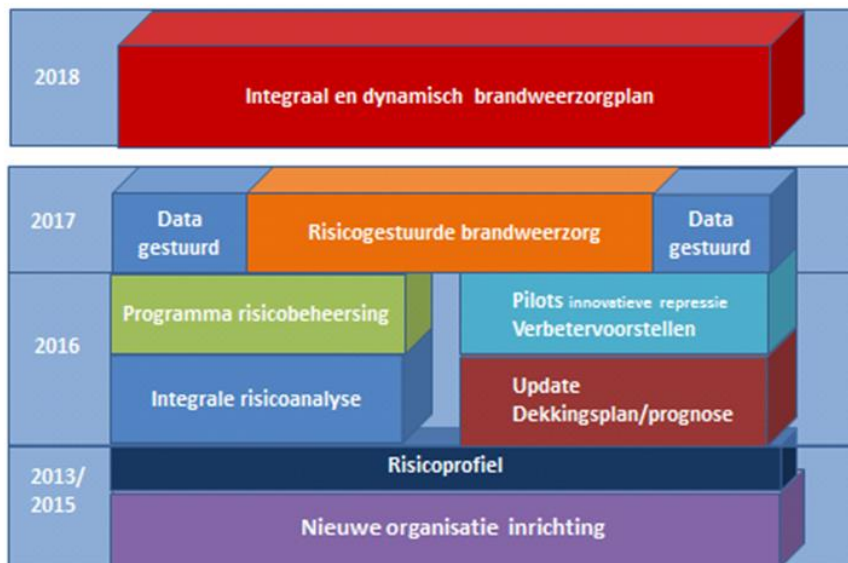 2018
Integraal en dynamisch brandweerzorgplan
2017
Data
gestuurd
Risicogestuurde brandweerzorg
Data
gestuurd
2016
Programma risicobeheersing
Pilots innovatieve repressie
Verbetervoorstellen
Integrale risicoanalyse
Update
Dekkingsplan/prognose
2013/
2015
Risicoprofiel
Nieuwe organisatie inrichting